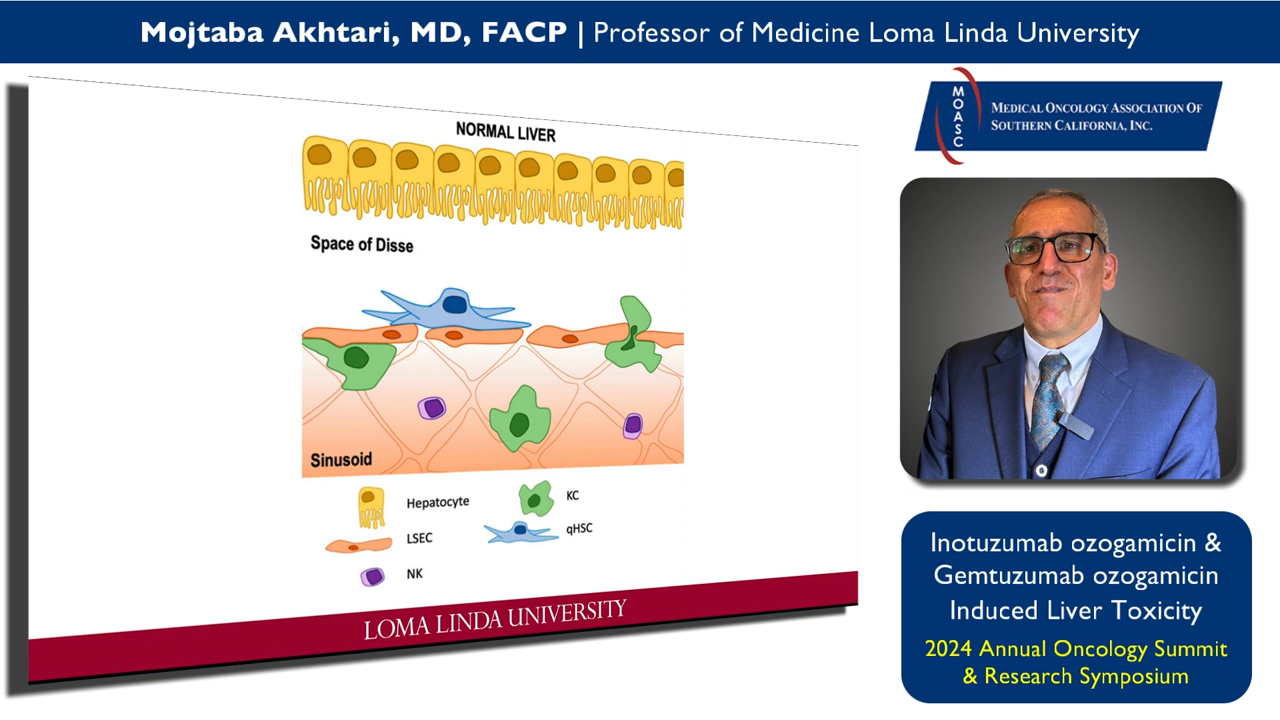 Mojtaba Akhtari, MD, FACP | Professor of Medicine Loma Linda University
NORMAL LIVER
Space of Disse
Sinusoid
Hepatocyte
KC
LSEC
qHSC
NK
LOMA LINDA UNIVERSITY
MOASC
MEDICAL ONCOLOGY ASSOCIATION OF
SOUTHERN CALIFORNIA, INC.
Inotuzumab ozogamicin &
Gemtuzumab ozogamicin
Induced Liver Toxicity
2024 Annual Oncology Summit
& Research Symposium